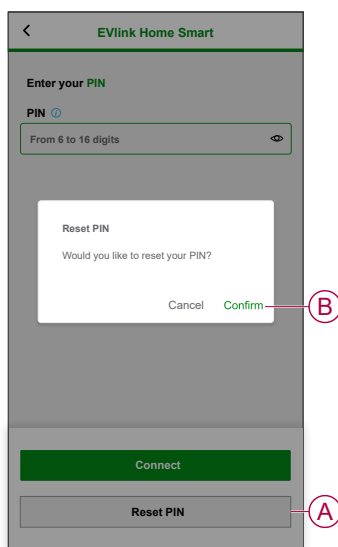 EVlink Home Smart
Enter your PIN
PIN
From 6 to 16 digits
Reset PIN
Would you like to reset your PIN?
Cancel Confirm
B
Connect
Reset PIN
A